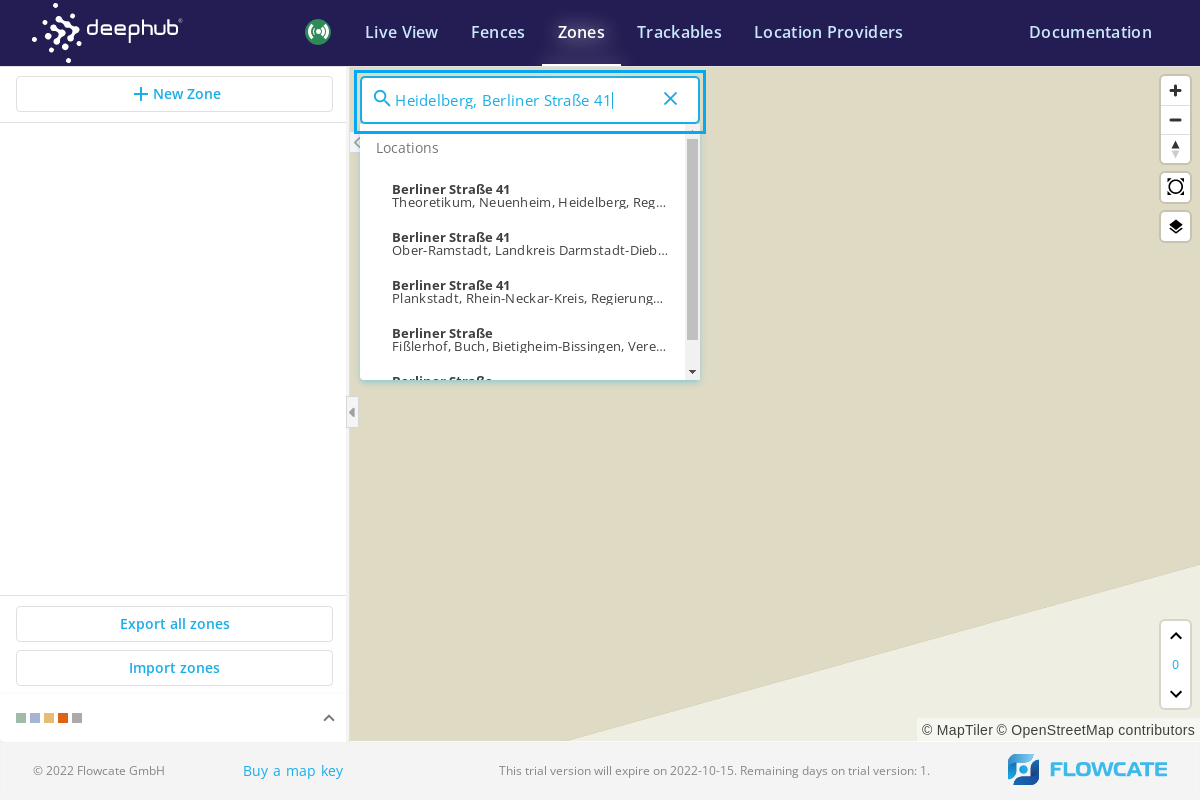 deephub
Live View
Fences
Zones
Trackables
Location Providers
Documentation
New Zone
Heidelberg, Berliner Straße 41
Locations
Berliner Straße 41
Theoretikum, Neuenheim, Heidelberg, Reg…
Berliner Straße 41
Ober-Ramstadt, Landkreis Darmstadt-Dieb…
Berliner Straße 41
Plankstadt, Rhein-Neckar-Kreis, Regierung…
Berliner Straße
Fißlerhof, Buch, Bietigheim-Bissingen, Vere…
Berliner Straße
Export all zones
Import zones
0
© MapTiler © OpenStreetMap contributors
© 2022 Flowcate GmbH
Buy a map key
This trial version will expire on 2022-10-15. Remaining days on trial version: 1.
FLOWCATE